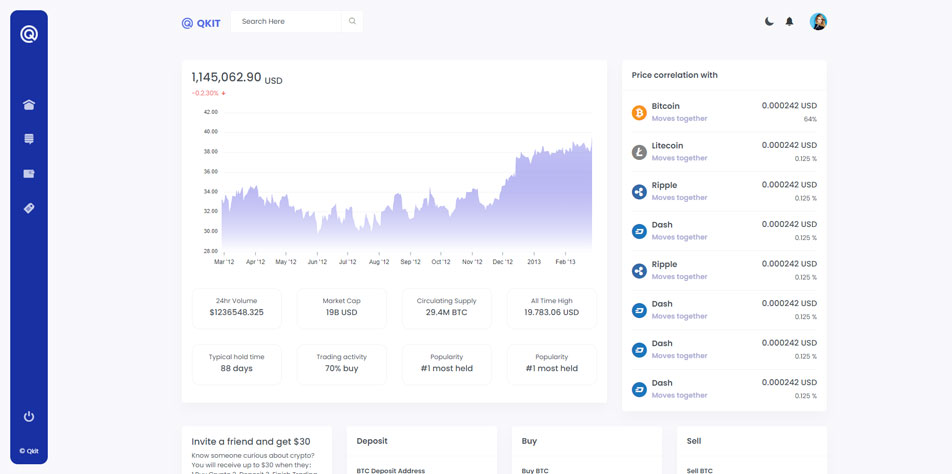 QKIT
Search Here
1,145,062.90 USD
-0.2.30%
42.00
40.00
38.00
36.00
34.00
32.00
30.00
28.00
Mar '12 Apr '12 May '12 Jun '12 Jul '12 Aug '12 Sep '12 Oct '12 Nov '12 Dec '12 2013 Feb '13
24hr Volume
$1236548.325
Market Cap
19B USD
Circulating Supply
29.4M BTC
All Time High
19.783.06 USD
Typical hold time
88 days
Trading activity
70% buy
Popularity
#1 most held
Popularity
#1 most held
Price correlation with
Bitcoin 0.000242 USD
Moves together 64%
Litecoin 0.000242 USD
Moves together 0.125 %
Ripple 0.000242 USD
Moves together 0.125 %
Dash 0.000242 USD
Moves together 0.125 %
Ripple 0.000242 USD
Moves together 0.125 %
Dash 0.000242 USD
Moves together 0.125 %
Dash 0.000242 USD
Moves together 0.125 %
Dash 0.000242 USD
Moves together 0.125 %
Invite a friend and get $30
Know someone curious about crypto?
You will receive up to $30 when they:
Deposit
BTC Deposit Address
Buy
Buy BTC
Sell
Sell BTC
© Qkit